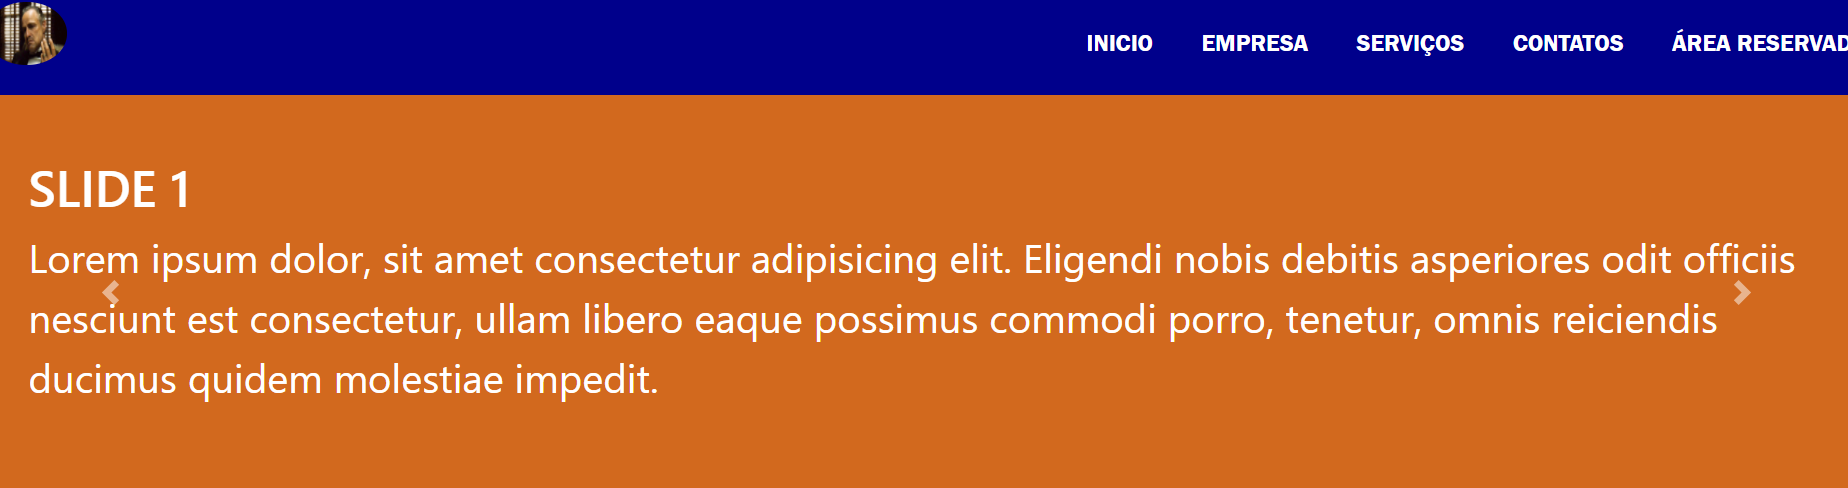 INICIO EMPRESA SERVIÇOS CONTATOS ÁREA RESERVAD
SLIDE 1
Lorem ipsum dolor, sit amet consectetur adipisicing elit. Eligendi nobis debitis asperiores odit officiis
nesciunt est consectetur, ullam libero eaque possimus commodi porro, tenetur, omnis reiciendis
ducimus quidem molestiae impedit.